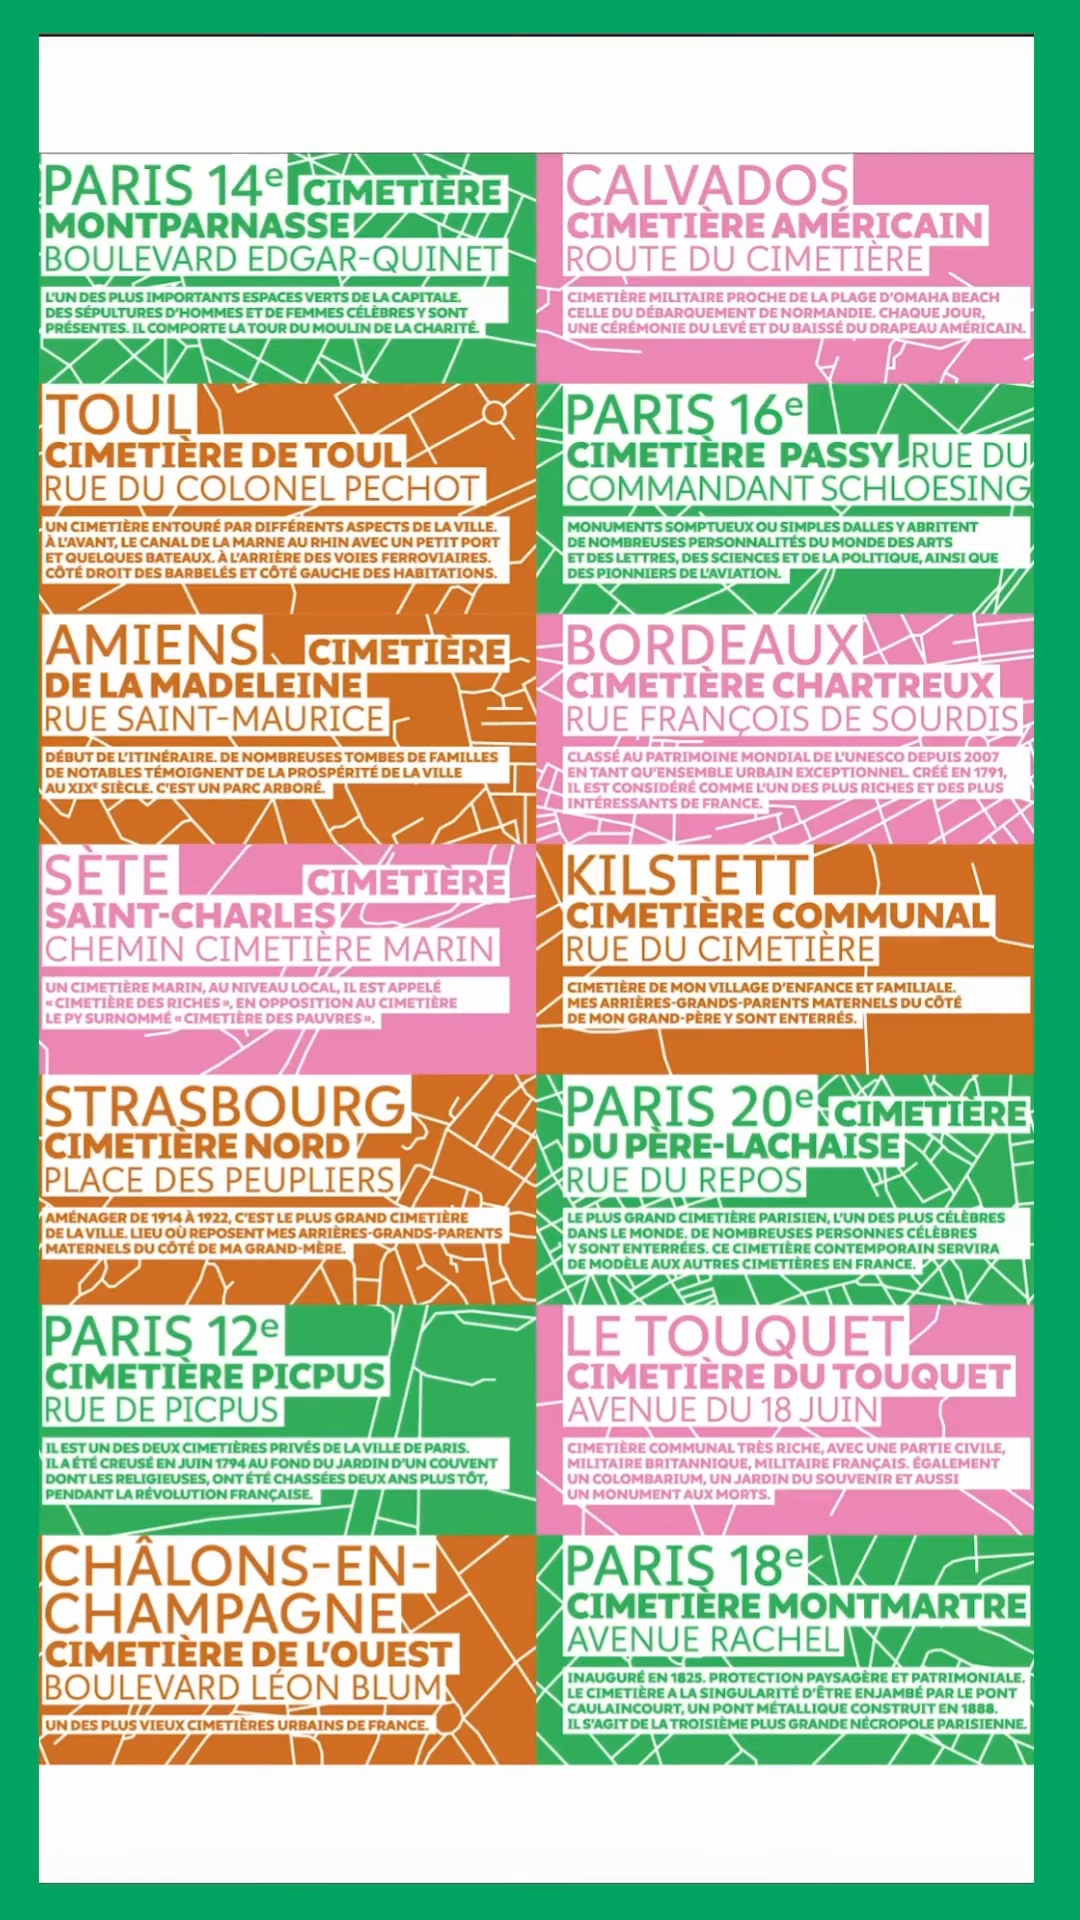 PARIS 14e CIMETIÈRE
MONTPARNASSE
BOULEVARD EDGAR-QUINET
L'UN DES PLUS IMPORTANTS ESPACES VERTS DE LA CAPITALE.
DES SÉPULTURES D'HOMMES ET DE FEMMES CÉLÈBRES Y SONT
PRÉSENTES. IL COMPORTE LA TOUR DU MOULIN DE LA CHARITÉ.
CALVADOS
CIMETIÈRE AMÉRICAIN
ROUTE DU CIMETIÈRE
CIMETIÈRE MILITAIRE PROCHE DE LA PLAGE D'OMAHA BEACH
CELLE DU DÉBARQUEMENT DE NORMANDIE. CHAQUE JOUR,
UNE CÉRÉMONIE DU LEVÉ ET DU BAISSÉ DU DRAPEAU AMÉRICAIN.
TOUL
CIMETIÈRE DE TOUL
RUE DU COLONEL PECHOT
UN CIMETIÈRE ENTOURÉ PAR DIFFÉRENTS ASPECTS DE LA VILLE.
À L'AVANT, LE CANAL DE LA MARNE AU RHIN AVEC UN PETIT PORT
ET QUELQUES BATEAUX. À L'ARRIÈRE DES VOIES FERROVIAIRES.
CÔTÉ DROIT DES BARBELÉS ET CÔTÉ GAUCHE DES HABITATIONS.
PARIS 16e
CIMETIÈRE PASSY RUE DU
COMMANDANT SCHLOESING
MONUMENTS SOMPTUEUX OU SIMPLES DALLES Y ABRITENT
DE NOMBREUSES PERSONNALITÉS DU MONDE DES ARTS
ET DES LETTRES, DES SCIENCES ET DE LA POLITIQUE, AINSI QUE
DES PIONNIERS DE L'AVIATION.
AMIENS CIMETIÈRE
DE LA MADELEINE
RUE SAINT-MAURICE
DÉBUT DE L'ITINÉRAIRE. DE NOMBREUSES TOMBES DE FAMILLES
DE NOTABLES TÉMOIGNENT DE LA PROSPÉRITÉ DE LA VILLE
AU XIXe SIÈCLE. C'EST UN PARC ARBORÉ.
BORDEAUX
CIMETIÈRE CHARTREUX
RUE FRANÇOIS DE SOURDIS
CLASSÉ AU PATRIMOINE MONDIAL DE L'UNESCO DEPUIS 2007
EN TANT QU'ENSEMBLE URBAIN EXCEPTIONNEL. CRÉÉ EN 1791,
IL EST CONSIDÉRÉ COMME L'UN DES PLUS RICHES ET DES PLUS
INTÉRESSANTS DE FRANCE.
SÈTE CIMETIÈRE
SAINT-CHARLES
CHEMIN CIMETIÈRE MARIN
UN CIMETIÈRE MARIN, AU NIVEAU LOCAL, IL EST APPELÉ
« CIMETIÈRE DES RICHES », EN OPPOSITION AU CIMETIÈRE
LE PY SURNOMMÉ « CIMETIÈRE DES PAUVRES ».
KILSTETT
CIMETIÈRE COMMUNAL
RUE DU CIMETIÈRE
CIMETIÈRE DE MON VILLAGE D'ENFANCE ET FAMILIALE.
MES ARRIÈRES-GRANDS-PARENTS MATERNELS DU CÔTÉ
DE MON GRAND-PÈRE Y SONT ENTERRÉS.
STRASBOURG
CIMETIÈRE NORD
PLACE DES PEUPLIERS
AMÉNAGER DE 1914 À 1922, C'EST LE PLUS GRAND CIMETIÈRE
DE LA VILLE. LIEU OÙ REPOSENT MES ARRIÈRES-GRANDS-PARENTS
MATERNELS DU CÔTÉ DE MA GRAND-MÈRE.
PARIS 20e CIMETIÈRE
DU PÈRE-LACHAISE
RUE DU REPOS
LE PLUS GRAND CIMETIÈRE PARISIEN, L'UN DES PLUS CÉLÈBRES
DANS LE MONDE. DE NOMBREUSES PERSONNES CÉLÈBRES
Y SONT ENTERRÉES. CE CIMETIÈRE CONTEMPORAIN SERVIRA
DE MODÈLE AUX AUTRES CIMETIÈRES EN FRANCE.
PARIS 12e
CIMETIÈRE PICPUS
RUE DE PICPUS
IL EST UN DES DEUX CIMETIÈRES PRIVÉS DE LA VILLE DE PARIS.
IL A ÉTÉ CREUSÉ EN JUIN 1794 AU FOND DU JARDIN D'UN COUVENT
DONT LES RELIGIEUSES, ONT ÉTÉ CHASSÉES DEUX ANS PLUS TÔT,
PENDANT LA RÉVOLUTION FRANÇAISE.
LE TOUQUET
CIMETIÈRE DU TOUQUET
AVENUE DU 18 JUIN
CIMETIÈRE COMMUNAL TRÈS RICHE, AVEC UNE PARTIE CIVILE,
MILITAIRE BRITANNIQUE, MILITAIRE FRANÇAIS. ÉGALEMENT
UN COLOMBARIUM, UN JARDIN DU SOUVENIR ET AUSSI
UN MONUMENT AUX MORTS.
CHÂLONS-EN-
CHAMPAGNE
CIMETIÈRE DE L'OUEST
BOULEVARD LÉON BLUM
UN DES PLUS VIEUX CIMETIÈRES URBAINS DE FRANCE.
PARIS 18e
CIMETIÈRE MONTMARTRE
AVENUE RACHEL
INAUGURÉ EN 1825. PROTECTION PAYSAGÈRE ET PATRIMONIALE.
LE CIMETIÈRE A LA SINGULARITÉ D'ÊTRE ENJAMBÉ PAR LE PONT
CAULAINCOURT, UN PONT MÉTALLIQUE CONSTRUIT EN 1888.
IL S'AGIT DE LA TROISIÈME PLUS GRANDE NÉCROPOLE PARISIENNE.